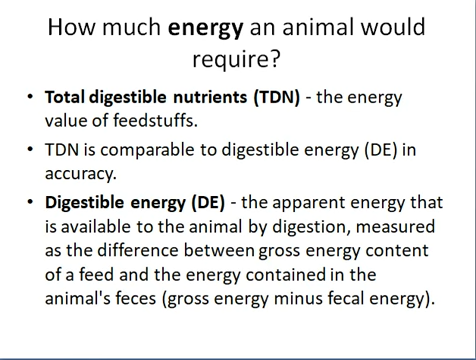 How much energy an animal would
require?
• Total digestible nutrients (TDN) - the energy
value of feedstuffs.
• TDN is comparable to digestible energy (DE) in
accuracy.
• Digestible energy (DE) - the apparent energy that
is available to the animal by digestion, measured
as the difference between gross energy content
of a feed and the energy contained in the
animal's feces (gross energy minus fecal energy).